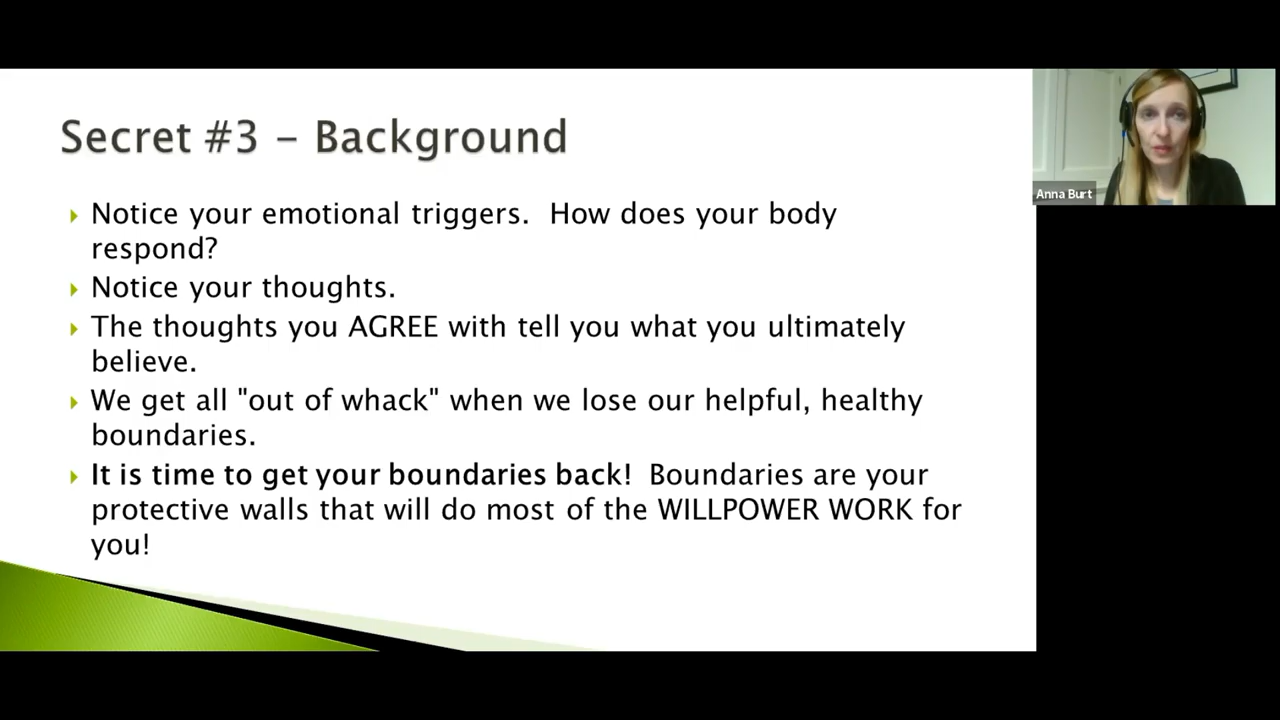 Secret #3 – Background
Notice your emotional triggers.  How does your body
respond?
Notice your thoughts.
The thoughts you AGREE with tell you what you ultimately
believe.
We get all "out of whack" when we lose our helpful, healthy
boundaries.
It is time to get your boundaries back!  Boundaries are your
protective walls that will do most of the WILLPOWER WORK for
you!
Anna Burt